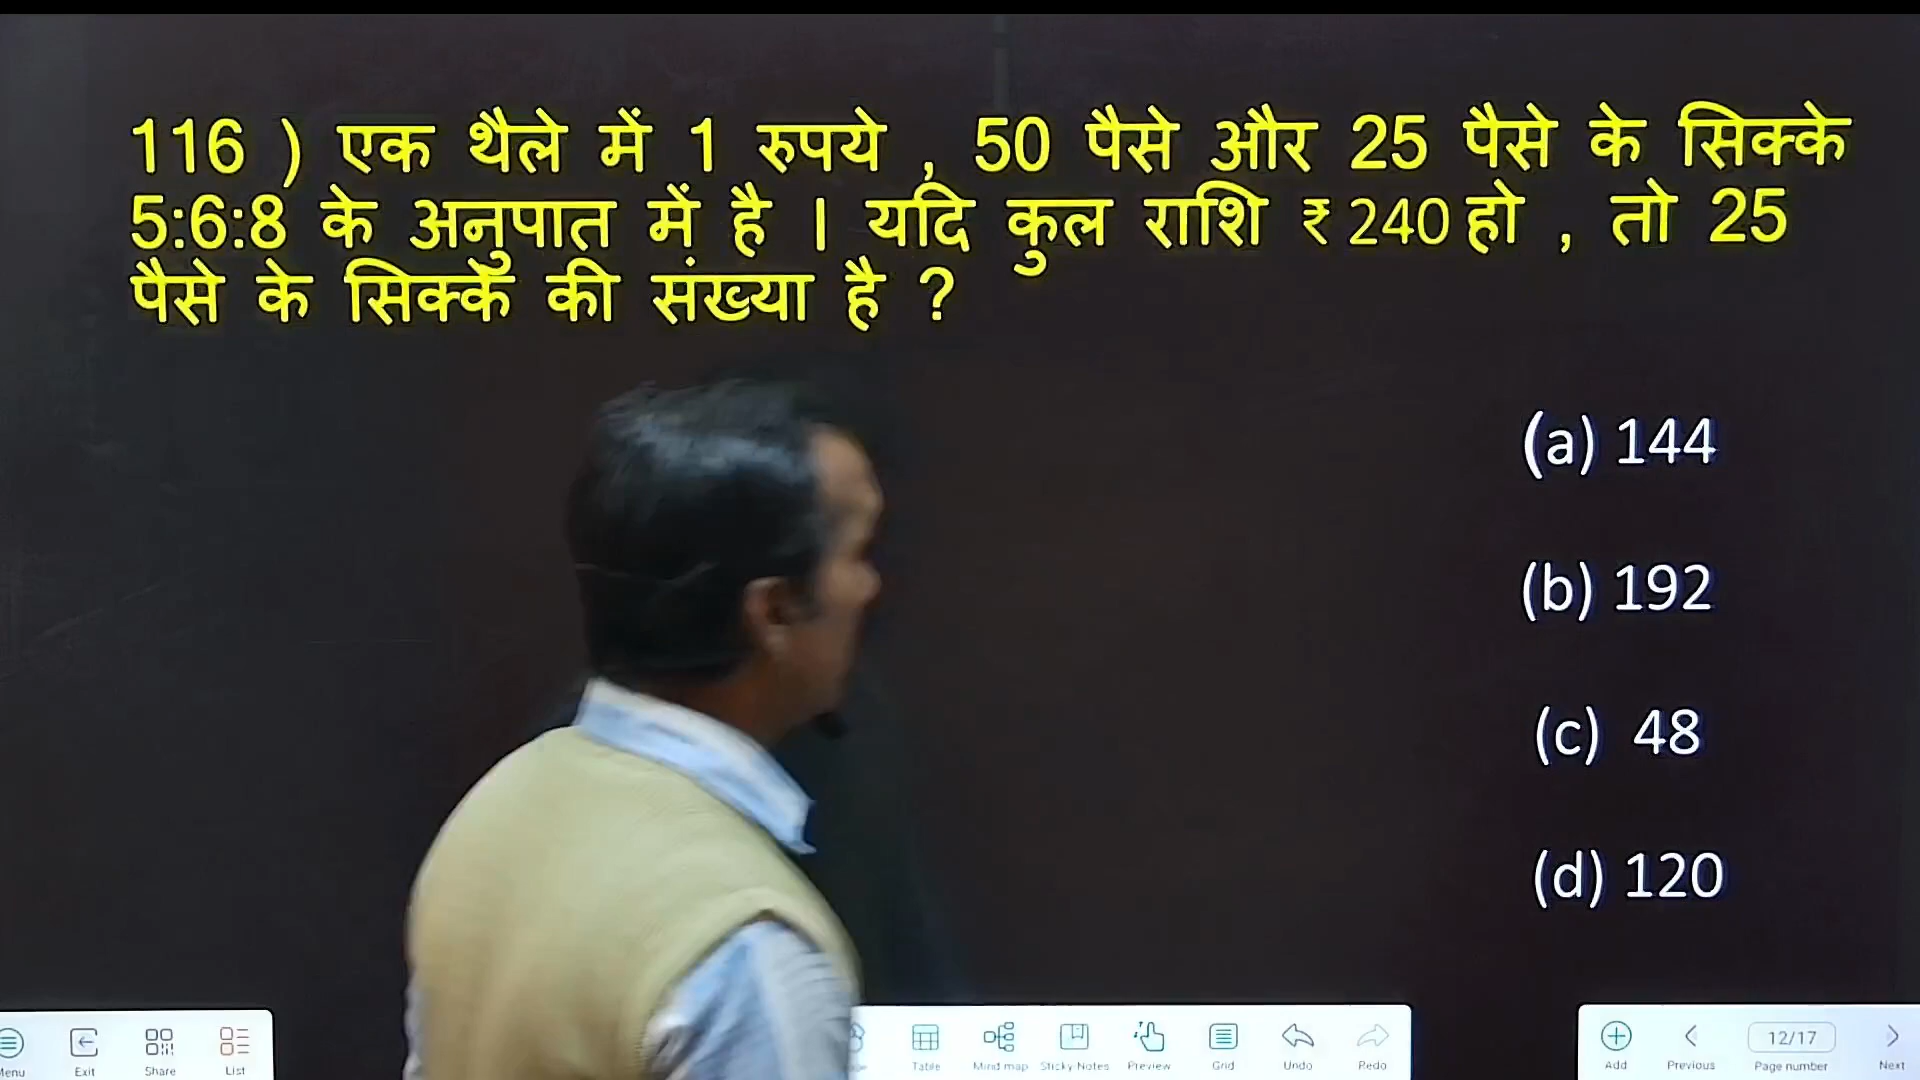 116 ) एक थैले में 1 रुपये , 50 पैसे और 25 पैसे के सिक्के
5:6:8 के अनुपात में है । यदि कुल राशि ₹ 240 हो , तो 25
पैसे के सिक्के की संख्या है ?
(a) 144
(b) 192
(c) 48
(d) 120
Exit Share List Table Mind map Sticky Notes Preview Grid Undo Redo Add Previous 12/17 Page number Next